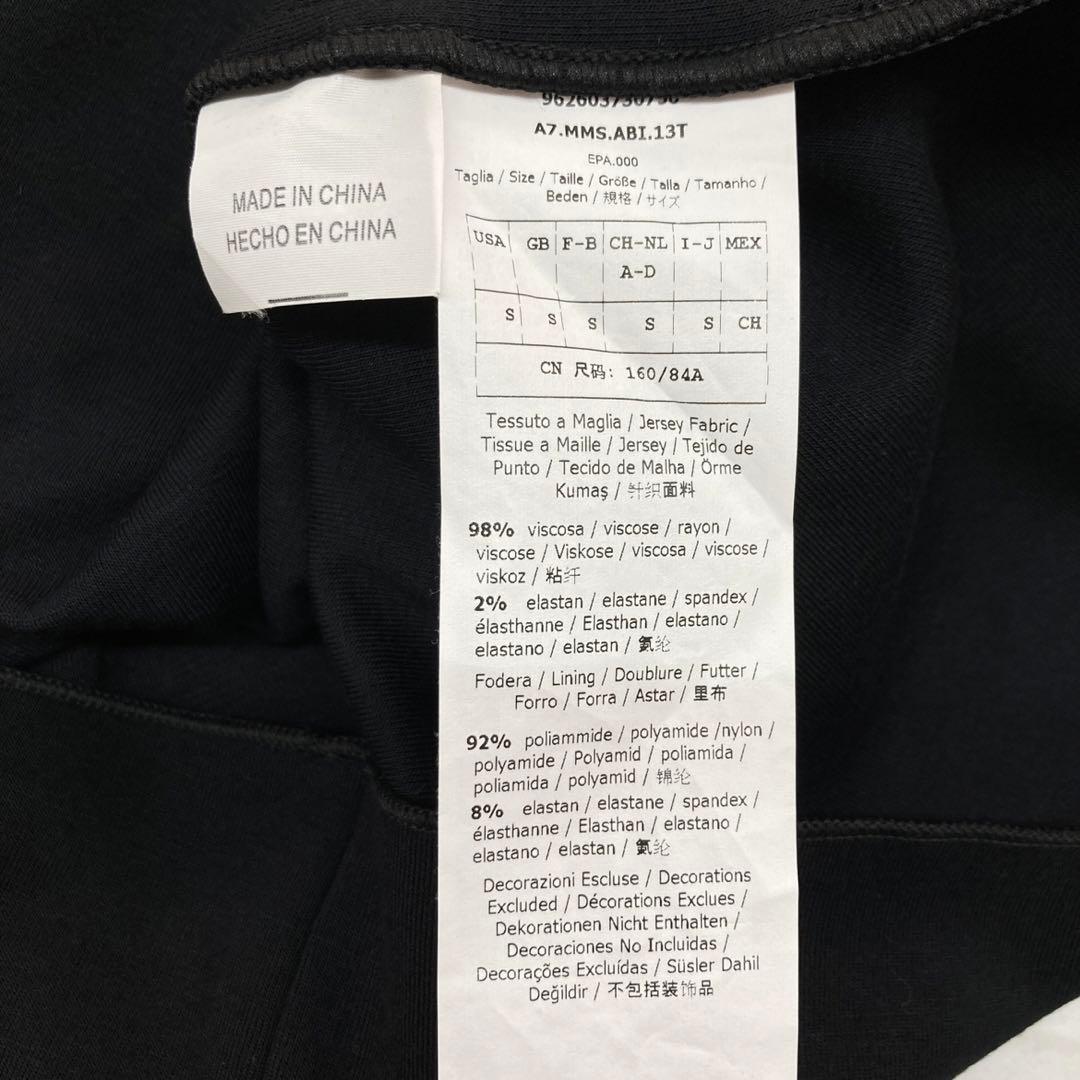 MADE IN CHINA
HECHO EN CHINA
A7.MMS.ABI.13T
EPA.000
Taglia / Size / Taille / Größe / Talla / Tamanho /
Beden / 規格 / サイズ
USA GB F-B CH-NL I-J MEX
A-D
S S S S S CH
CN 尺码: 160/84A
Tessuto a Maglia / Jersey Fabric /
Tissue a Maille / Jersey / Tejido de
Punto / Tecido de Malha / Örme
Kumaş / 针织面料
98% viscosa / viscose / rayon /
viscose / Viskose / viscosa / viscose /
viskoz / 粘纤
2% elastan / elastane / spandex /
élasthanne / Elasthan / elastano /
elastano / elastan / 氨纶
Fodera / Lining / Doublure / Futter /
Forro / Forra / Astar / 里布
92% poliammide / polyamide /nylon /
polyamide / Polyamid / poliamida /
poliamida / polyamid / 锦纶
8% elastan / elastane / spandex /
élasthanne / Elasthan / elastano /
elastano / elastan / 氨纶
Decorazioni Escluse / Decorations
Excluded / Décorations Exclues /
Dekorationen Nicht Enthalten /
Decoraciones No Incluidas /
Decorações Excluídas / Süsler Dahil
Değildir / 不包括装饰品